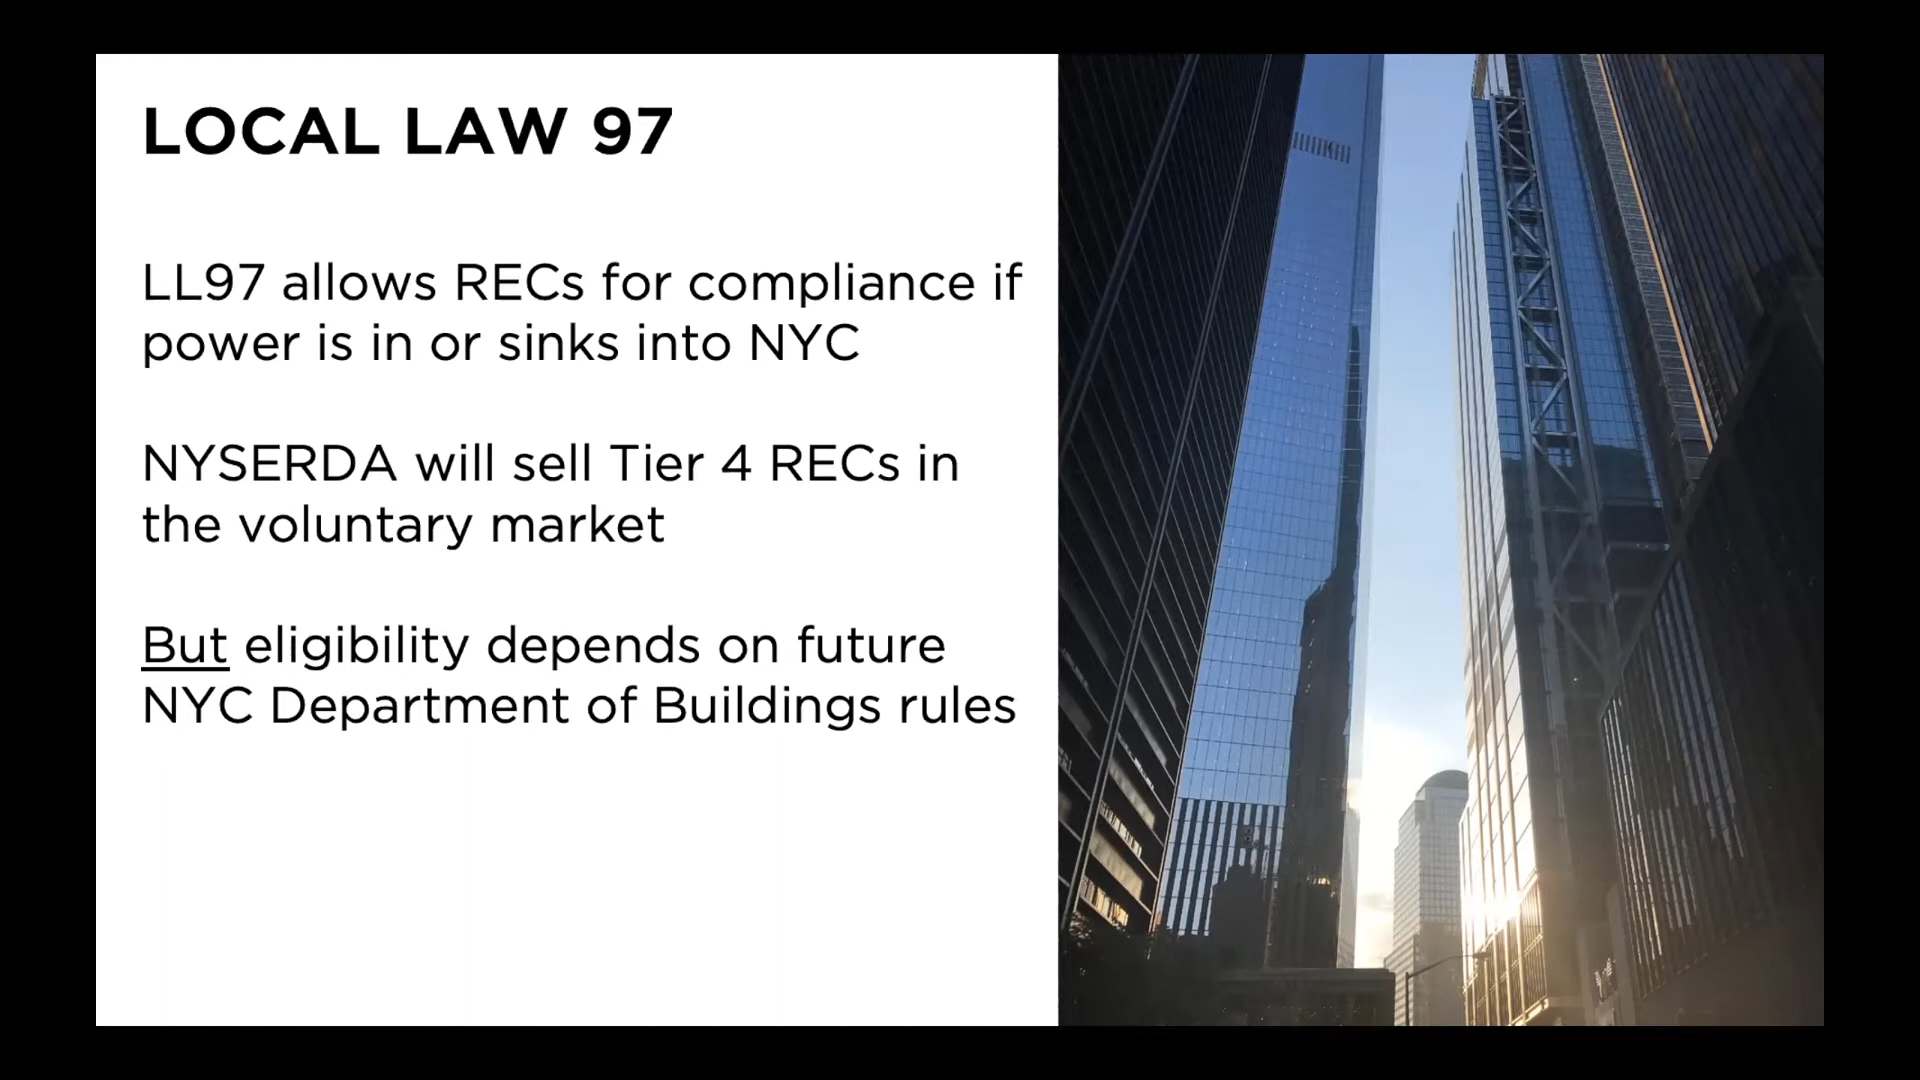 LOCAL LAW 97
LL97 allows RECs for compliance if
power is in or sinks into NYC
NYSERDA will sell Tier 4 RECs in
the voluntary market
But eligibility depends on future
NYC Department of Buildings rules